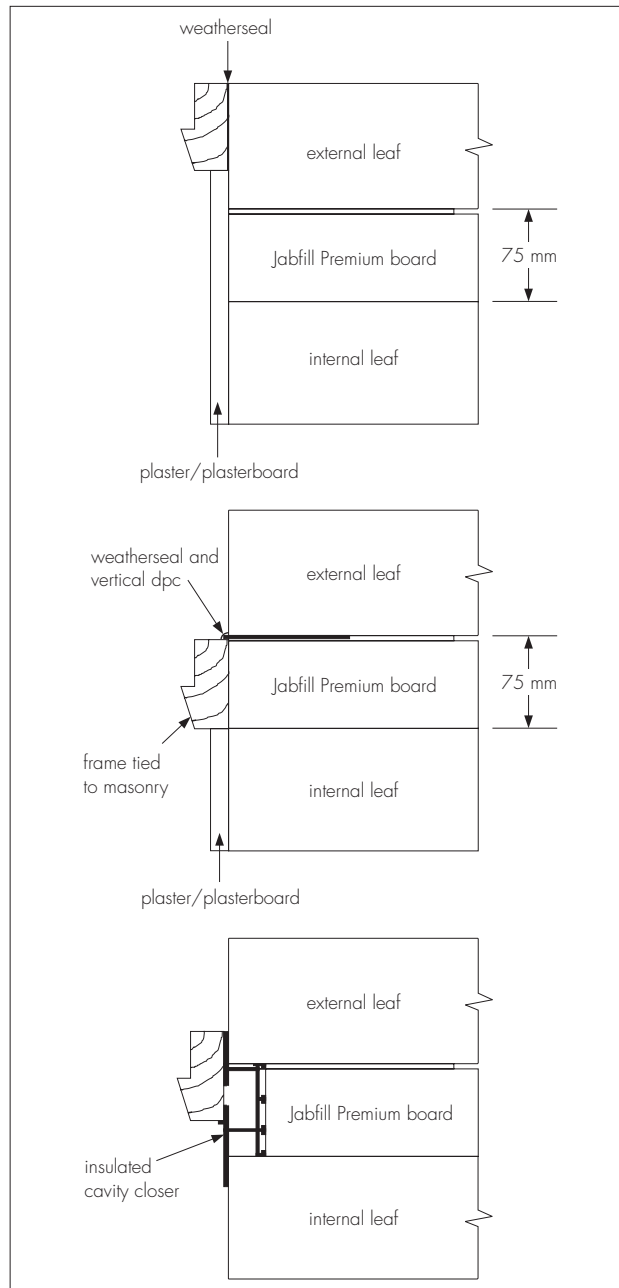 weatherseal
external leaf
Jabfill Premium board
75 mm
internal leaf
plaster/plasterboard
weatherseal and
vertical dpc
external leaf
Jabfill Premium board
75 mm
frame tied
to masonry
internal leaf
plaster/plasterboard
external leaf
Jabfill Premium board
insulated
cavity closer
internal leaf